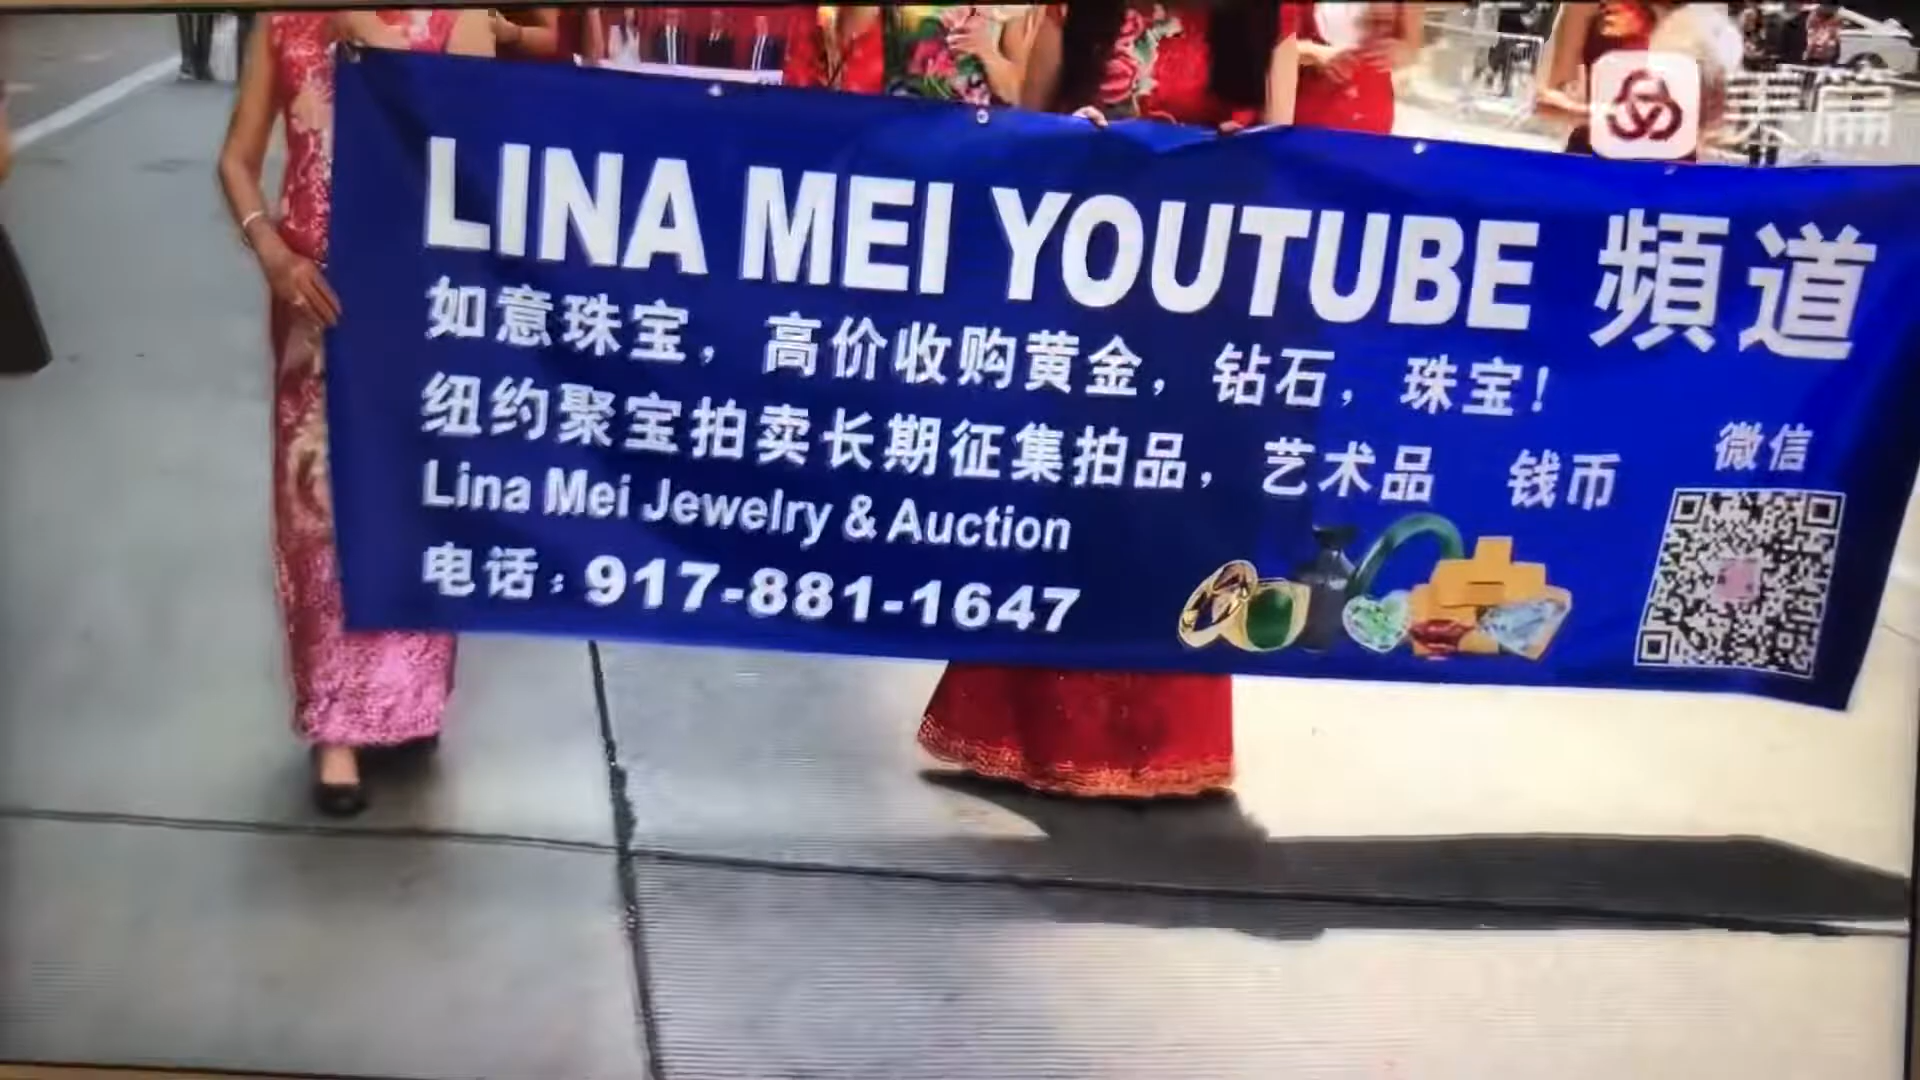 美篇
LINA MEI YOUTUBE 頻道
如意珠宝，高价收购黄金，钻石，珠宝!
纽约聚宝拍卖长期征集拍品，艺术品 钱币
微信
Lina Mei Jewelry & Auction
电话：917-881-1647